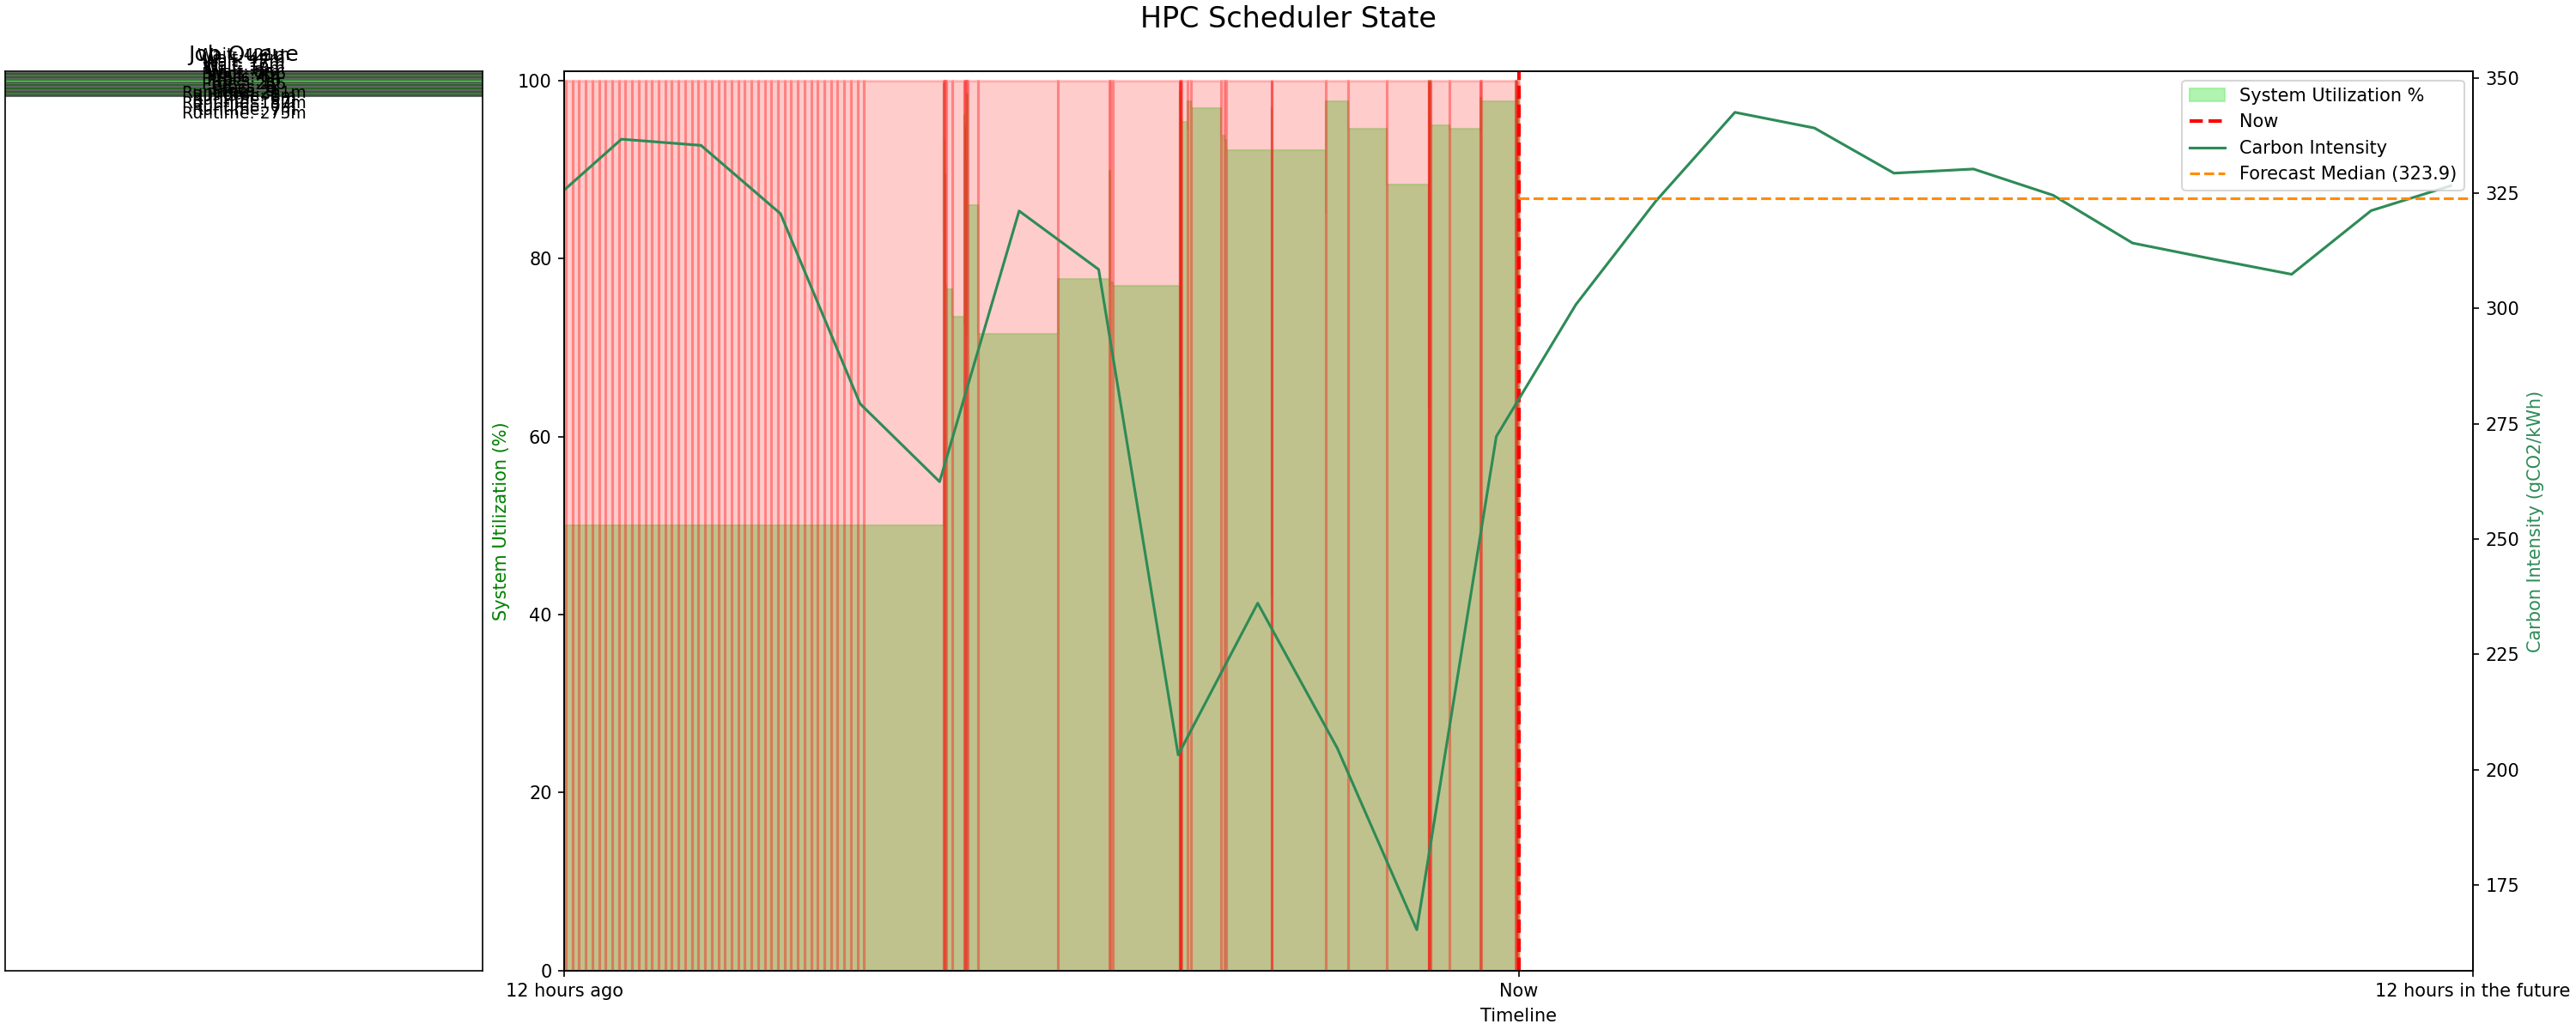 HPC Scheduler State
Job Queue
Runtime: 275m
System Utilization (%)
100
80
60
40
20
0
12 hours ago
Now
12 hours in the future
Timeline
350
325
300
275
250
225
200
175
Carbon Intensity (gCO2/kWh)
System Utilization %
Now
Carbon Intensity
Forecast Median (323.9)